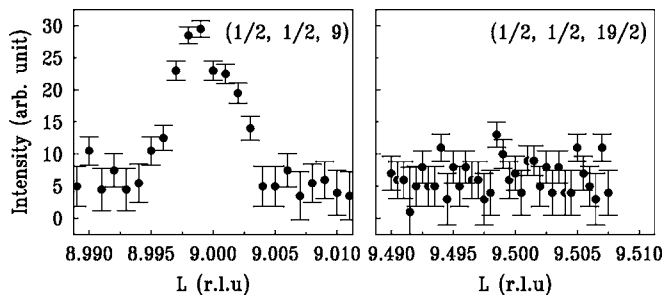 (1/2, 1/2, 9)
(1/2, 1/2, 19/2)
Intensity (arb. unit)
30
25
20
15
10
5
0
8.990 8.995 9.000 9.005 9.010
9.490 9.495 9.500 9.505 9.510
L (r.l.u)
L (r.l.u)